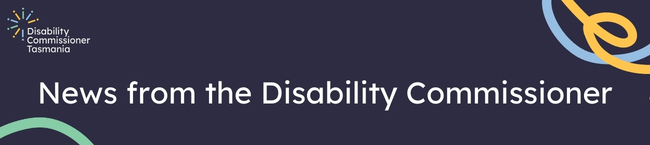 Disability
Commissioner
Tasmania
News from the Disability Commissioner